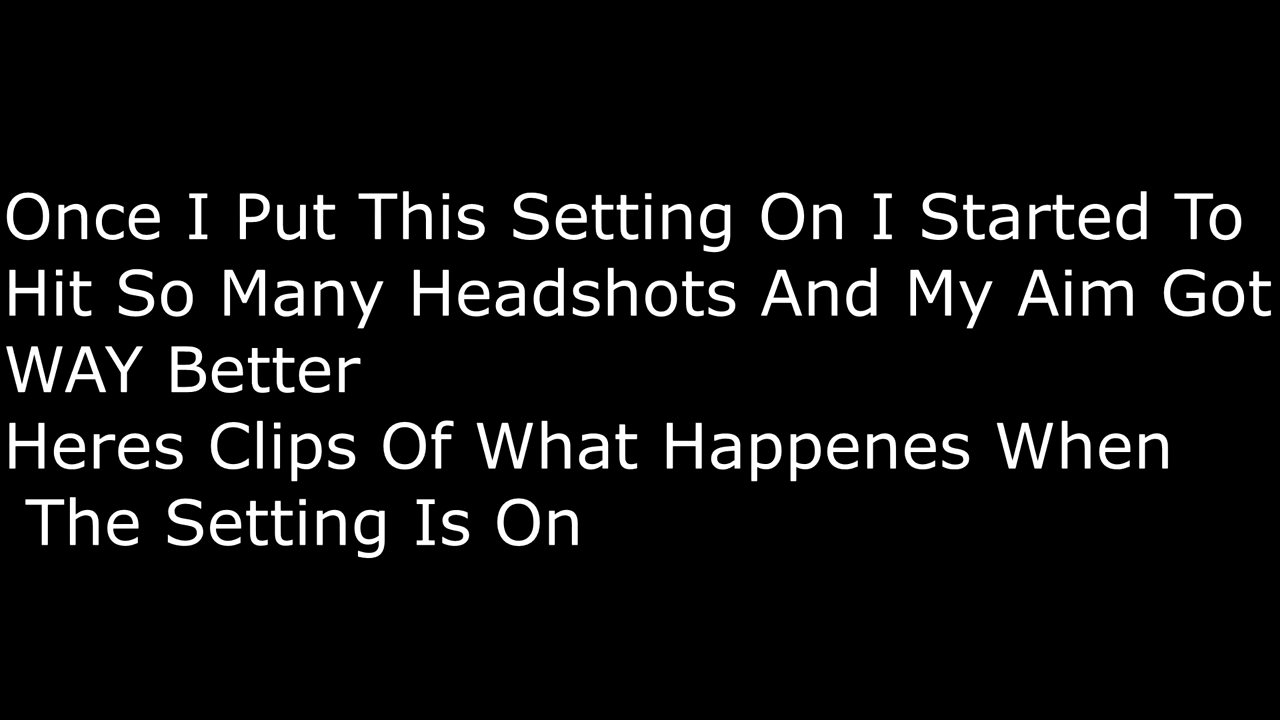 Once I Put This Setting On I Started To
Hit So Many Headshots And My Aim Got
WAY Better
Heres Clips Of What Happenes When
The Setting Is On